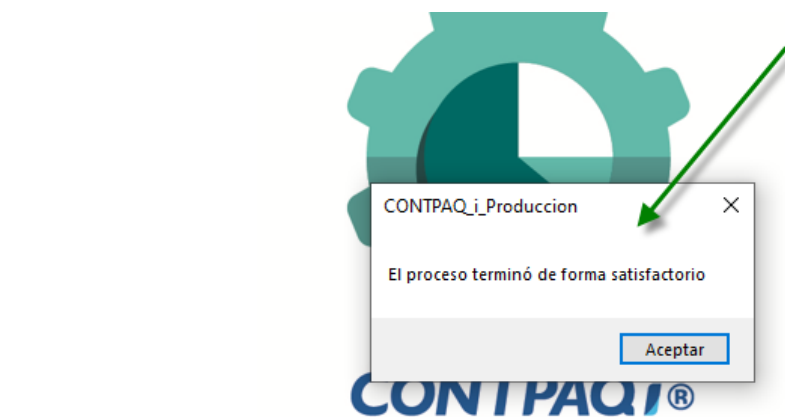 CONTPAQ_i_Produccion
El proceso terminó de forma satisfactorio
Aceptar
CONTPAQi®